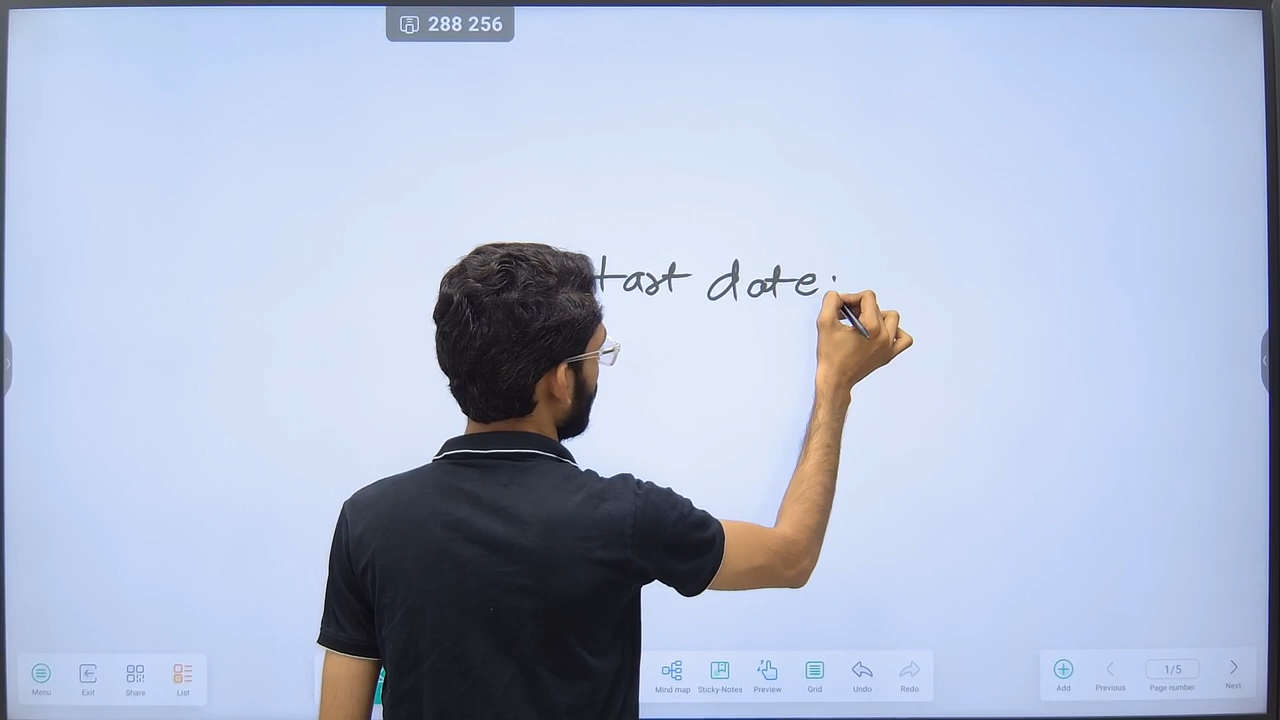 288 256
tart date:
Menu
Exit
Share
List
Mind map
Sticky-Notes
Preview
Grid
Undo
Redo
Add
Previous
1/5
Page number
Next